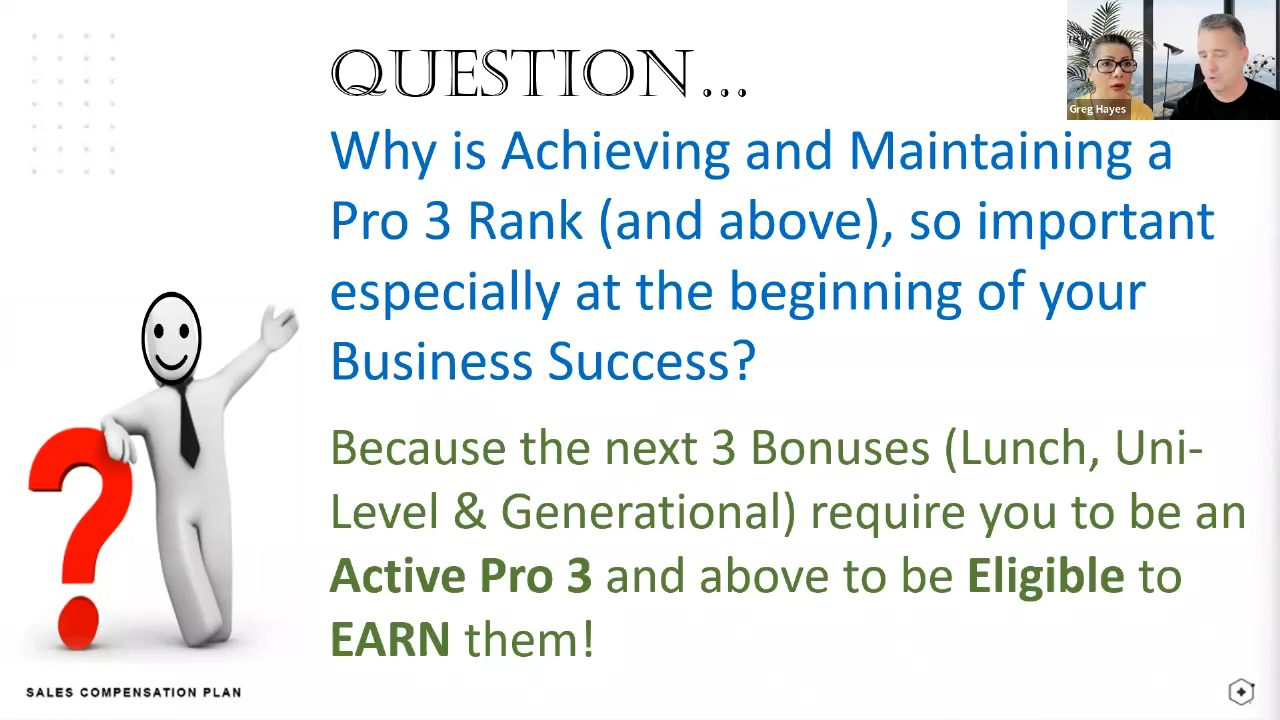 QUESTION...
Greg Hayes
Why is Achieving and Maintaining a
Pro 3 Rank (and above), so important
especially at the beginning of your
Business Success?
Because the next 3 Bonuses (Lunch, Uni-
Level & Generational) require you to be an
Active Pro 3 and above to be Eligible to
EARN them!
SALES COMPENSATION PLAN